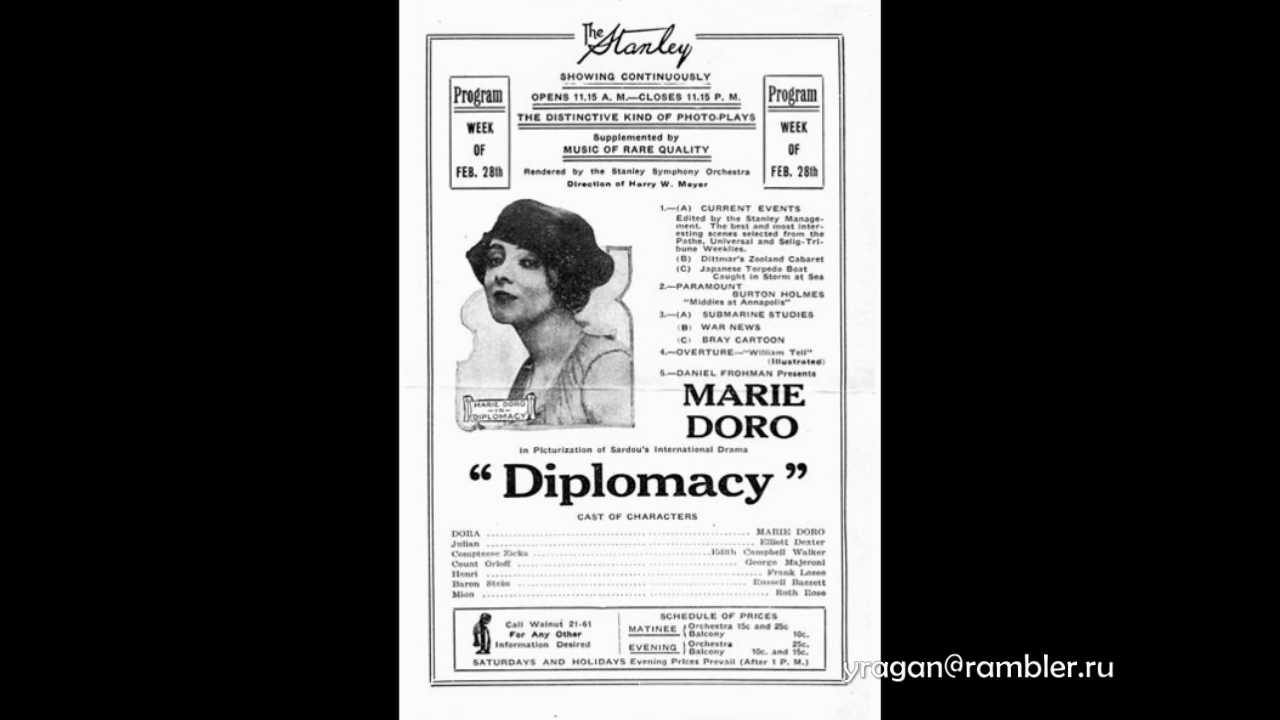 The Stanley
SHOWING CONTINUOUSLY
OPENS 11.15 A. M.—CLOSES 11.15 P. M.
THE DISTINCTIVE KIND OF PHOTO-PLAYS
Supplemented by
MUSIC OF RARE QUALITY
Rendered by the Stanley Symphony Orchestra
Direction of Harry W. Meyer
Program
WEEK
OF
FEB. 28th
Program
WEEK
OF
FEB. 28th
1.—(A) CURRENT EVENTS
Edited by the Stanley Manage-
ment. The best and most inter-
esting scenes selected from the
Pathe, Universal and Selig-Tri-
bune Weeklies.
(B) Dittmar's Zooland Cabaret
(C) Japanese Torpedo Boat
Caught in Storm at Sea
2.—PARAMOUNT
BURTON HOLMES
"Middies at Annapolis"
3.—(A) SUBMARINE STUDIES
(B) WAR NEWS
(C) BRAY CARTOON
4.—OVERTURE—"William Tell"
(Illustrated)
5.—DANIEL FROHMAN Presents
MARIE
DORO
MARIE DORO
—IN—
DIPLOMACY
In Picturization of Sardou's International Drama
"Diplomacy"
CAST OF CHARACTERS
DORA ........ MARIE DORO
Julian ........ Elliott Dexter
Comptesse Zicka ........ Edith Campbell Walker
Count Orloff ........ George Majeroni
Henri ........ Frank Losee
Baron Stein ........ Russell Bassett
Mion ........ Ruth Rose
Call Walnut 21-61
For Any Other
Information Desired
SCHEDULE OF PRICES
MATINEE { Orchestra 15c and 25c
Balcony 10c.
EVENING { Orchestra 25c.
Balcony 10c. and 15c.
SATURDAYS AND HOLIDAYS Evening Prices Prevail (After 1 P. M.)
yragan@rambler.ru